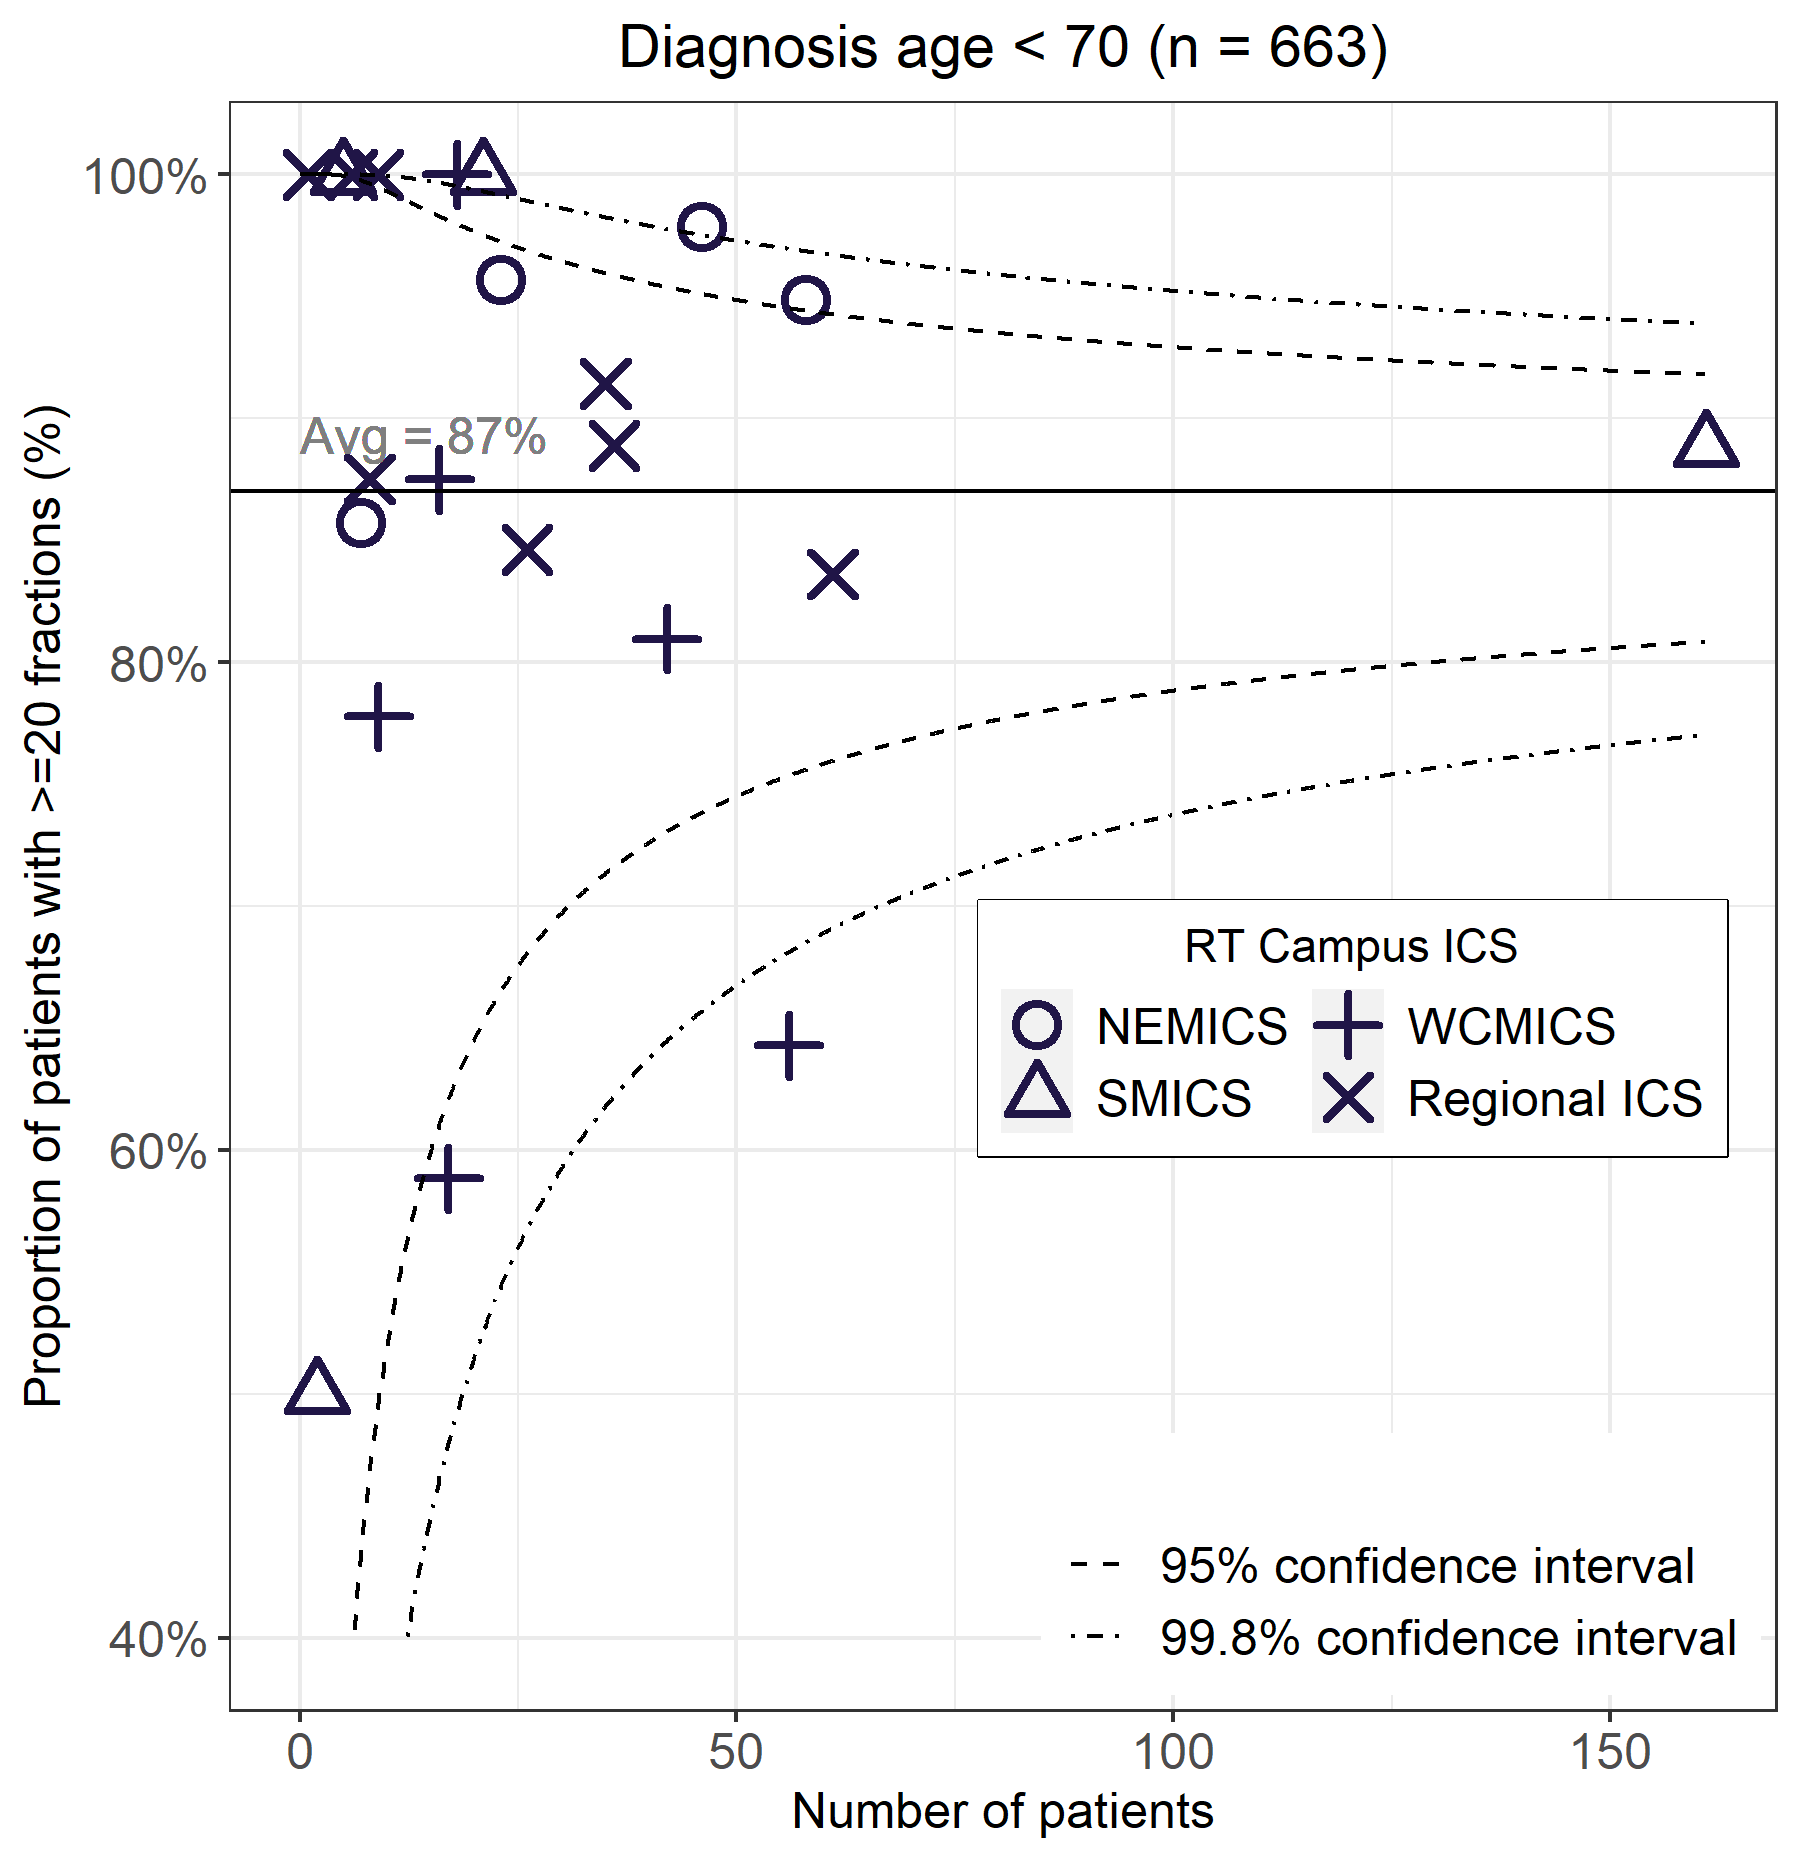 Diagnosis age < 70 (n = 663)
Proportion of patients with >=20 fractions (%)
100%
80%
60%
40%
Avg = 87%
RT Campus ICS
NEMICS
WCMICS
SMICS
Regional ICS
95% confidence interval
99.8% confidence interval
0
50
100
150
Number of patients